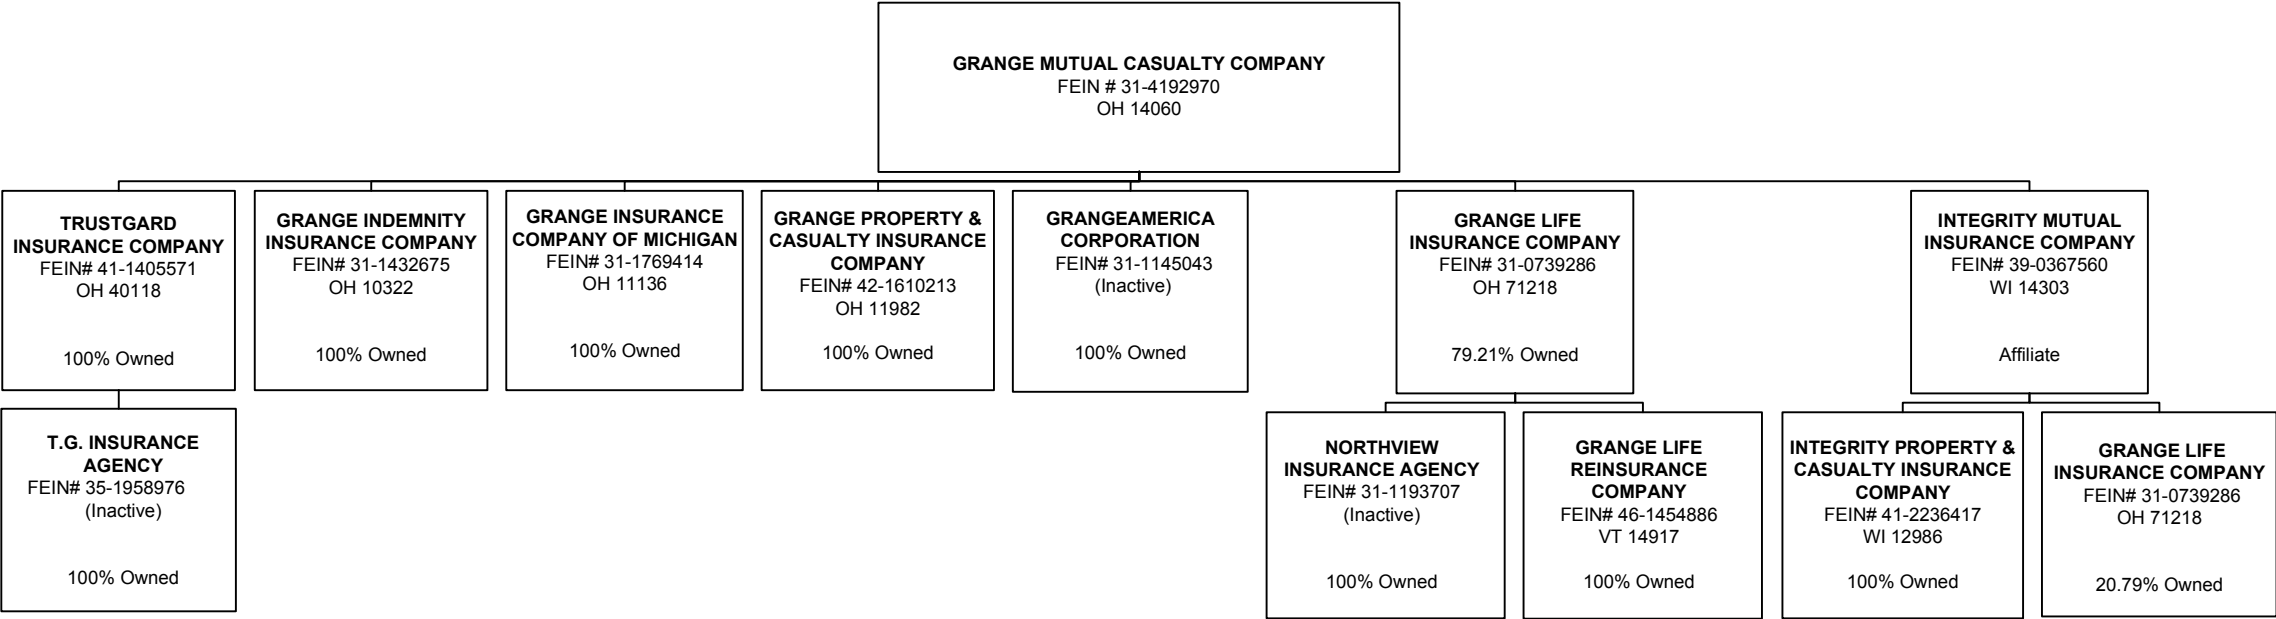 GRANGE MUTUAL CASUALTY COMPANY
FEIN # 31-4192970
OH 14060
TRUSTGARD
INSURANCE COMPANY
FEIN# 41-1405571
OH 40118
100% Owned
GRANGE INDEMNITY
INSURANCE COMPANY
FEIN# 31-1432675
OH 10322
100% Owned
GRANGE INSURANCE
COMPANY OF MICHIGAN
FEIN# 31-1769414
OH 11136
100% Owned
GRANGE PROPERTY &
CASUALTY INSURANCE
COMPANY
FEIN# 42-1610213
OH 11982
100% Owned
GRANGEAMERICA
CORPORATION
FEIN# 31-1145043
(Inactive)
100% Owned
GRANGE LIFE
INSURANCE COMPANY
FEIN# 31-0739286
OH 71218
79.21% Owned
INTEGRITY MUTUAL
INSURANCE COMPANY
FEIN# 39-0367560
WI 14303
Affiliate
T.G. INSURANCE
AGENCY
FEIN# 35-1958976
(Inactive)
100% Owned
NORTHVIEW
INSURANCE AGENCY
FEIN# 31-1193707
(Inactive)
100% Owned
GRANGE LIFE
REINSURANCE
COMPANY
FEIN# 46-1454886
VT 14917
100% Owned
INTEGRITY PROPERTY &
CASUALTY INSURANCE
COMPANY
FEIN# 41-2236417
WI 12986
100% Owned
GRANGE LIFE
INSURANCE COMPANY
FEIN# 31-0739286
OH 71218
20.79% Owned